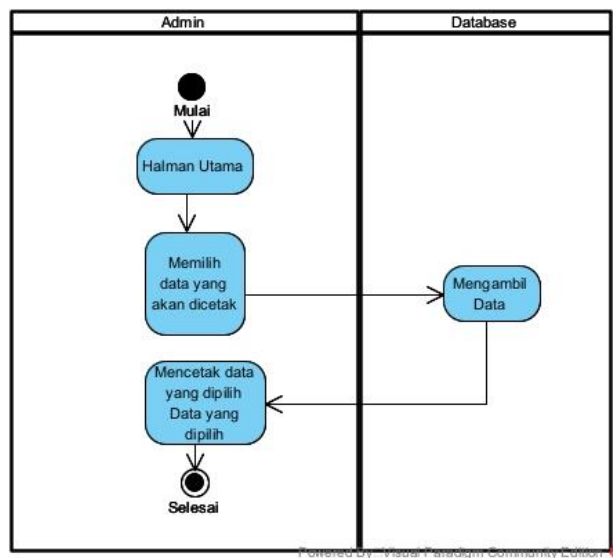 Admin
Database
Mulai
Halman Utama
Memilih
data yang
akan dicetak
Mengambil
Data
Mencetak data
yang dipilih
Data yang
dipilih
Selesai
Powered By Visual Paradigm Community Edition